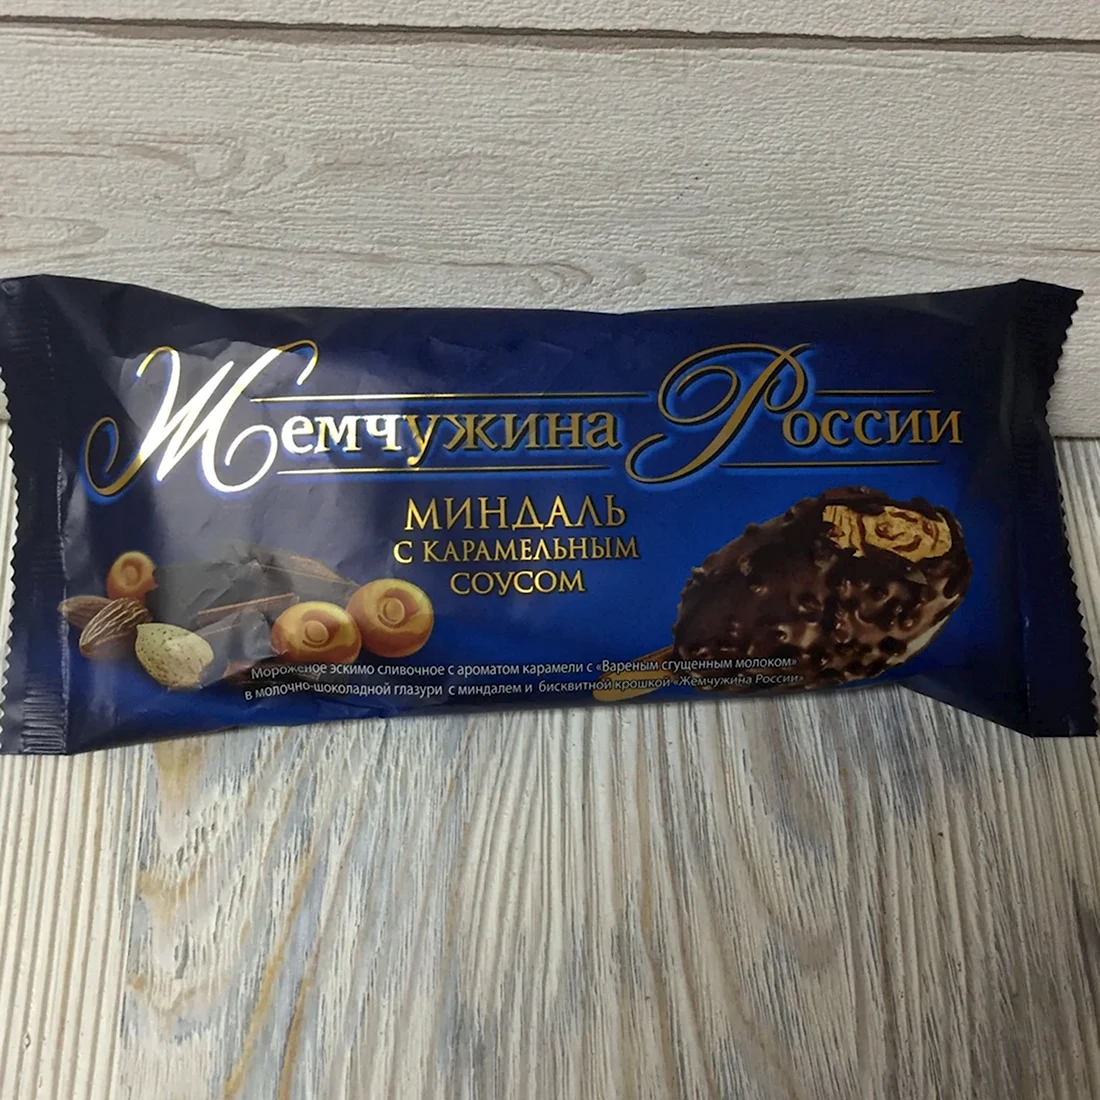 Жемчужина России
МИНДАЛЬ
С КАРАМЕЛЬНЫМ
СОУСОМ
Мороженое эскимо сливочное с ароматом карамели с «Вареным сгущенным молоком»
в молочно-шоколадной глазури с миндалем и бисквитной крошкой «Жемчужина России»